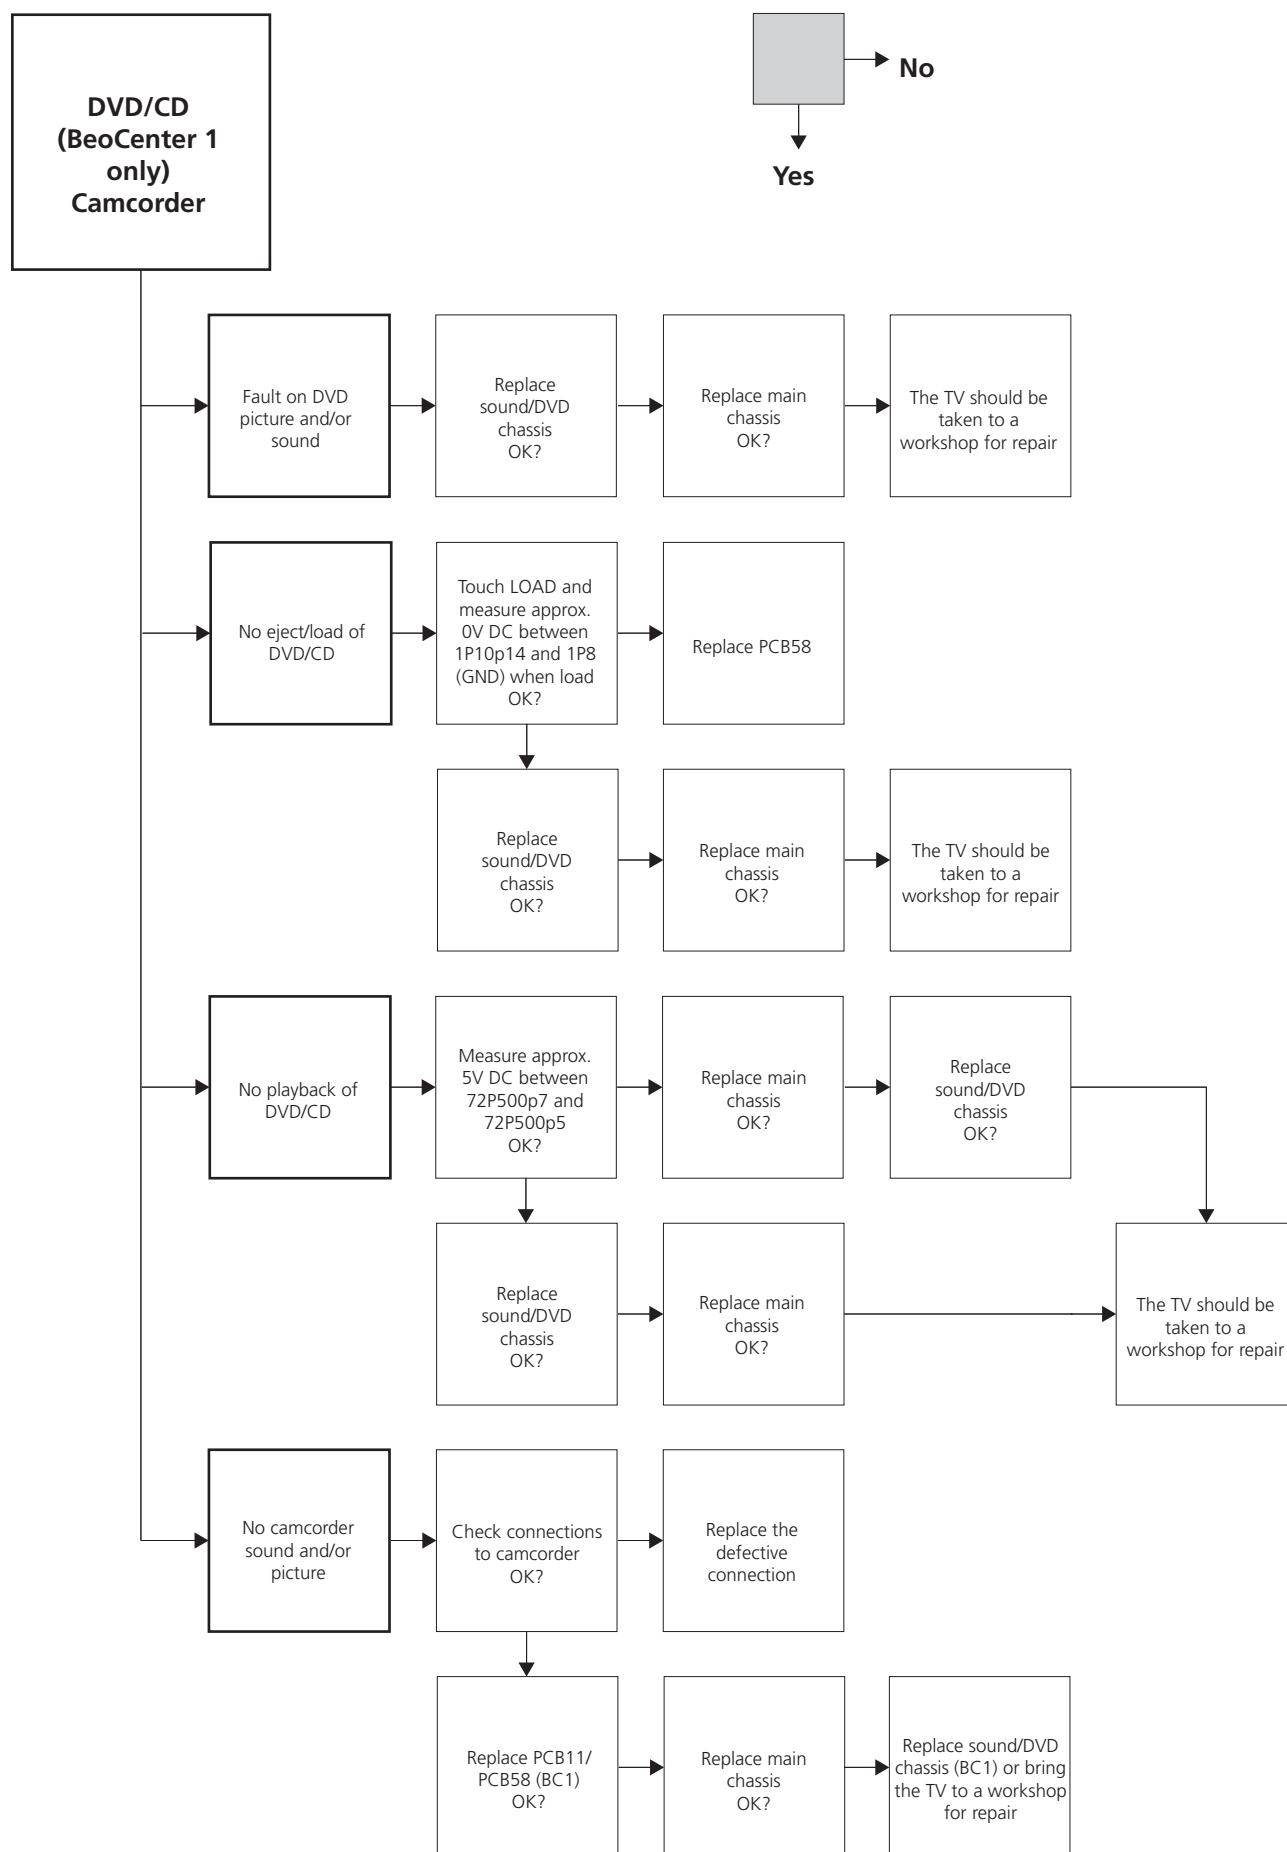 DVD/CD
(BeoCenter 1
only)
Camcorder
No
Yes
Fault on DVD
picture and/or
sound
Replace
sound/DVD
chassis
OK?
Replace main
chassis
OK?
The TV should be
taken to a
workshop for repair
No eject/load of
DVD/CD
Touch LOAD and
measure approx.
0V DC between
1P10p14 and 1P8
(GND) when load
OK?
Replace PCB58
Replace
sound/DVD
chassis
OK?
Replace main
chassis
OK?
The TV should be
taken to a
workshop for repair
No playback of
DVD/CD
Measure approx.
5V DC between
72P500p7 and
72P500p5
OK?
Replace main
chassis
OK?
Replace
sound/DVD
chassis
OK?
Replace
sound/DVD
chassis
OK?
Replace main
chassis
OK?
The TV should be
taken to a
workshop for repair
No camcorder
sound and/or
picture
Check connections
to camcorder
OK?
Replace the
defective
connection
Replace PCB11/
PCB58 (BC1)
OK?
Replace main
chassis
OK?
Replace sound/DVD
chassis (BC1) or bring
the TV to a workshop
for repair